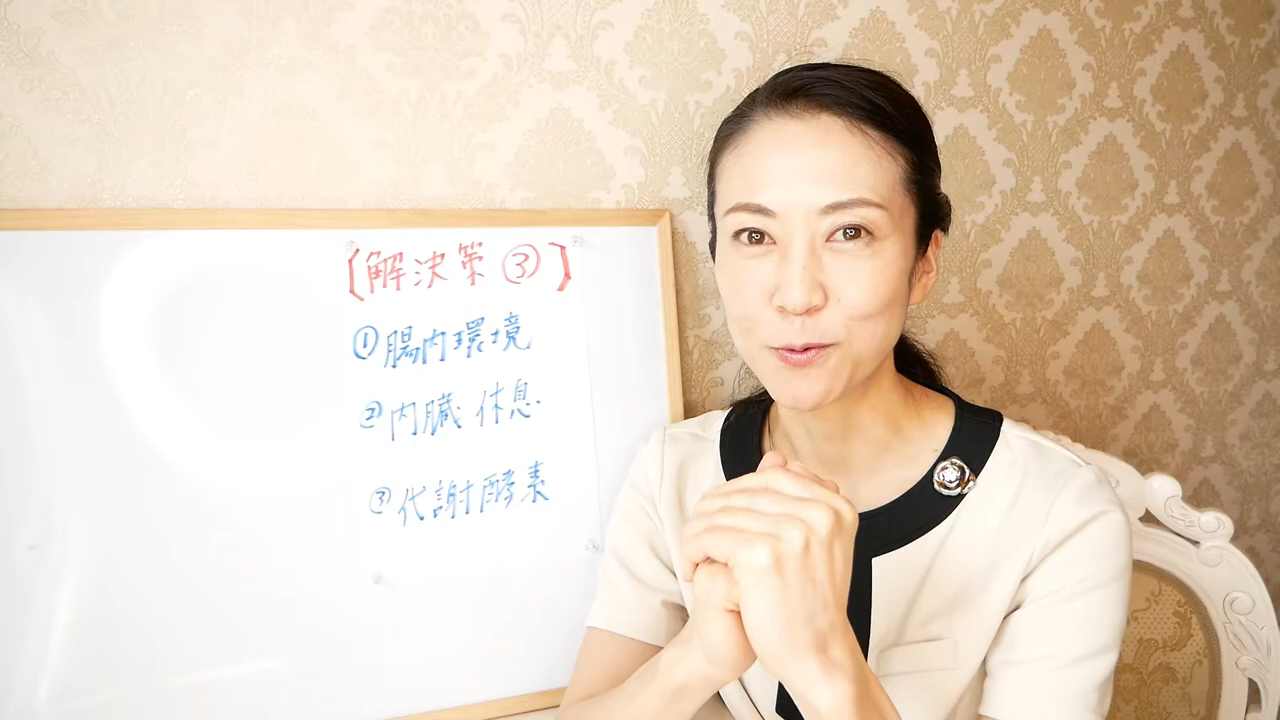 【解決策③】
①腸内環境
②内臓休息
③代謝酵素